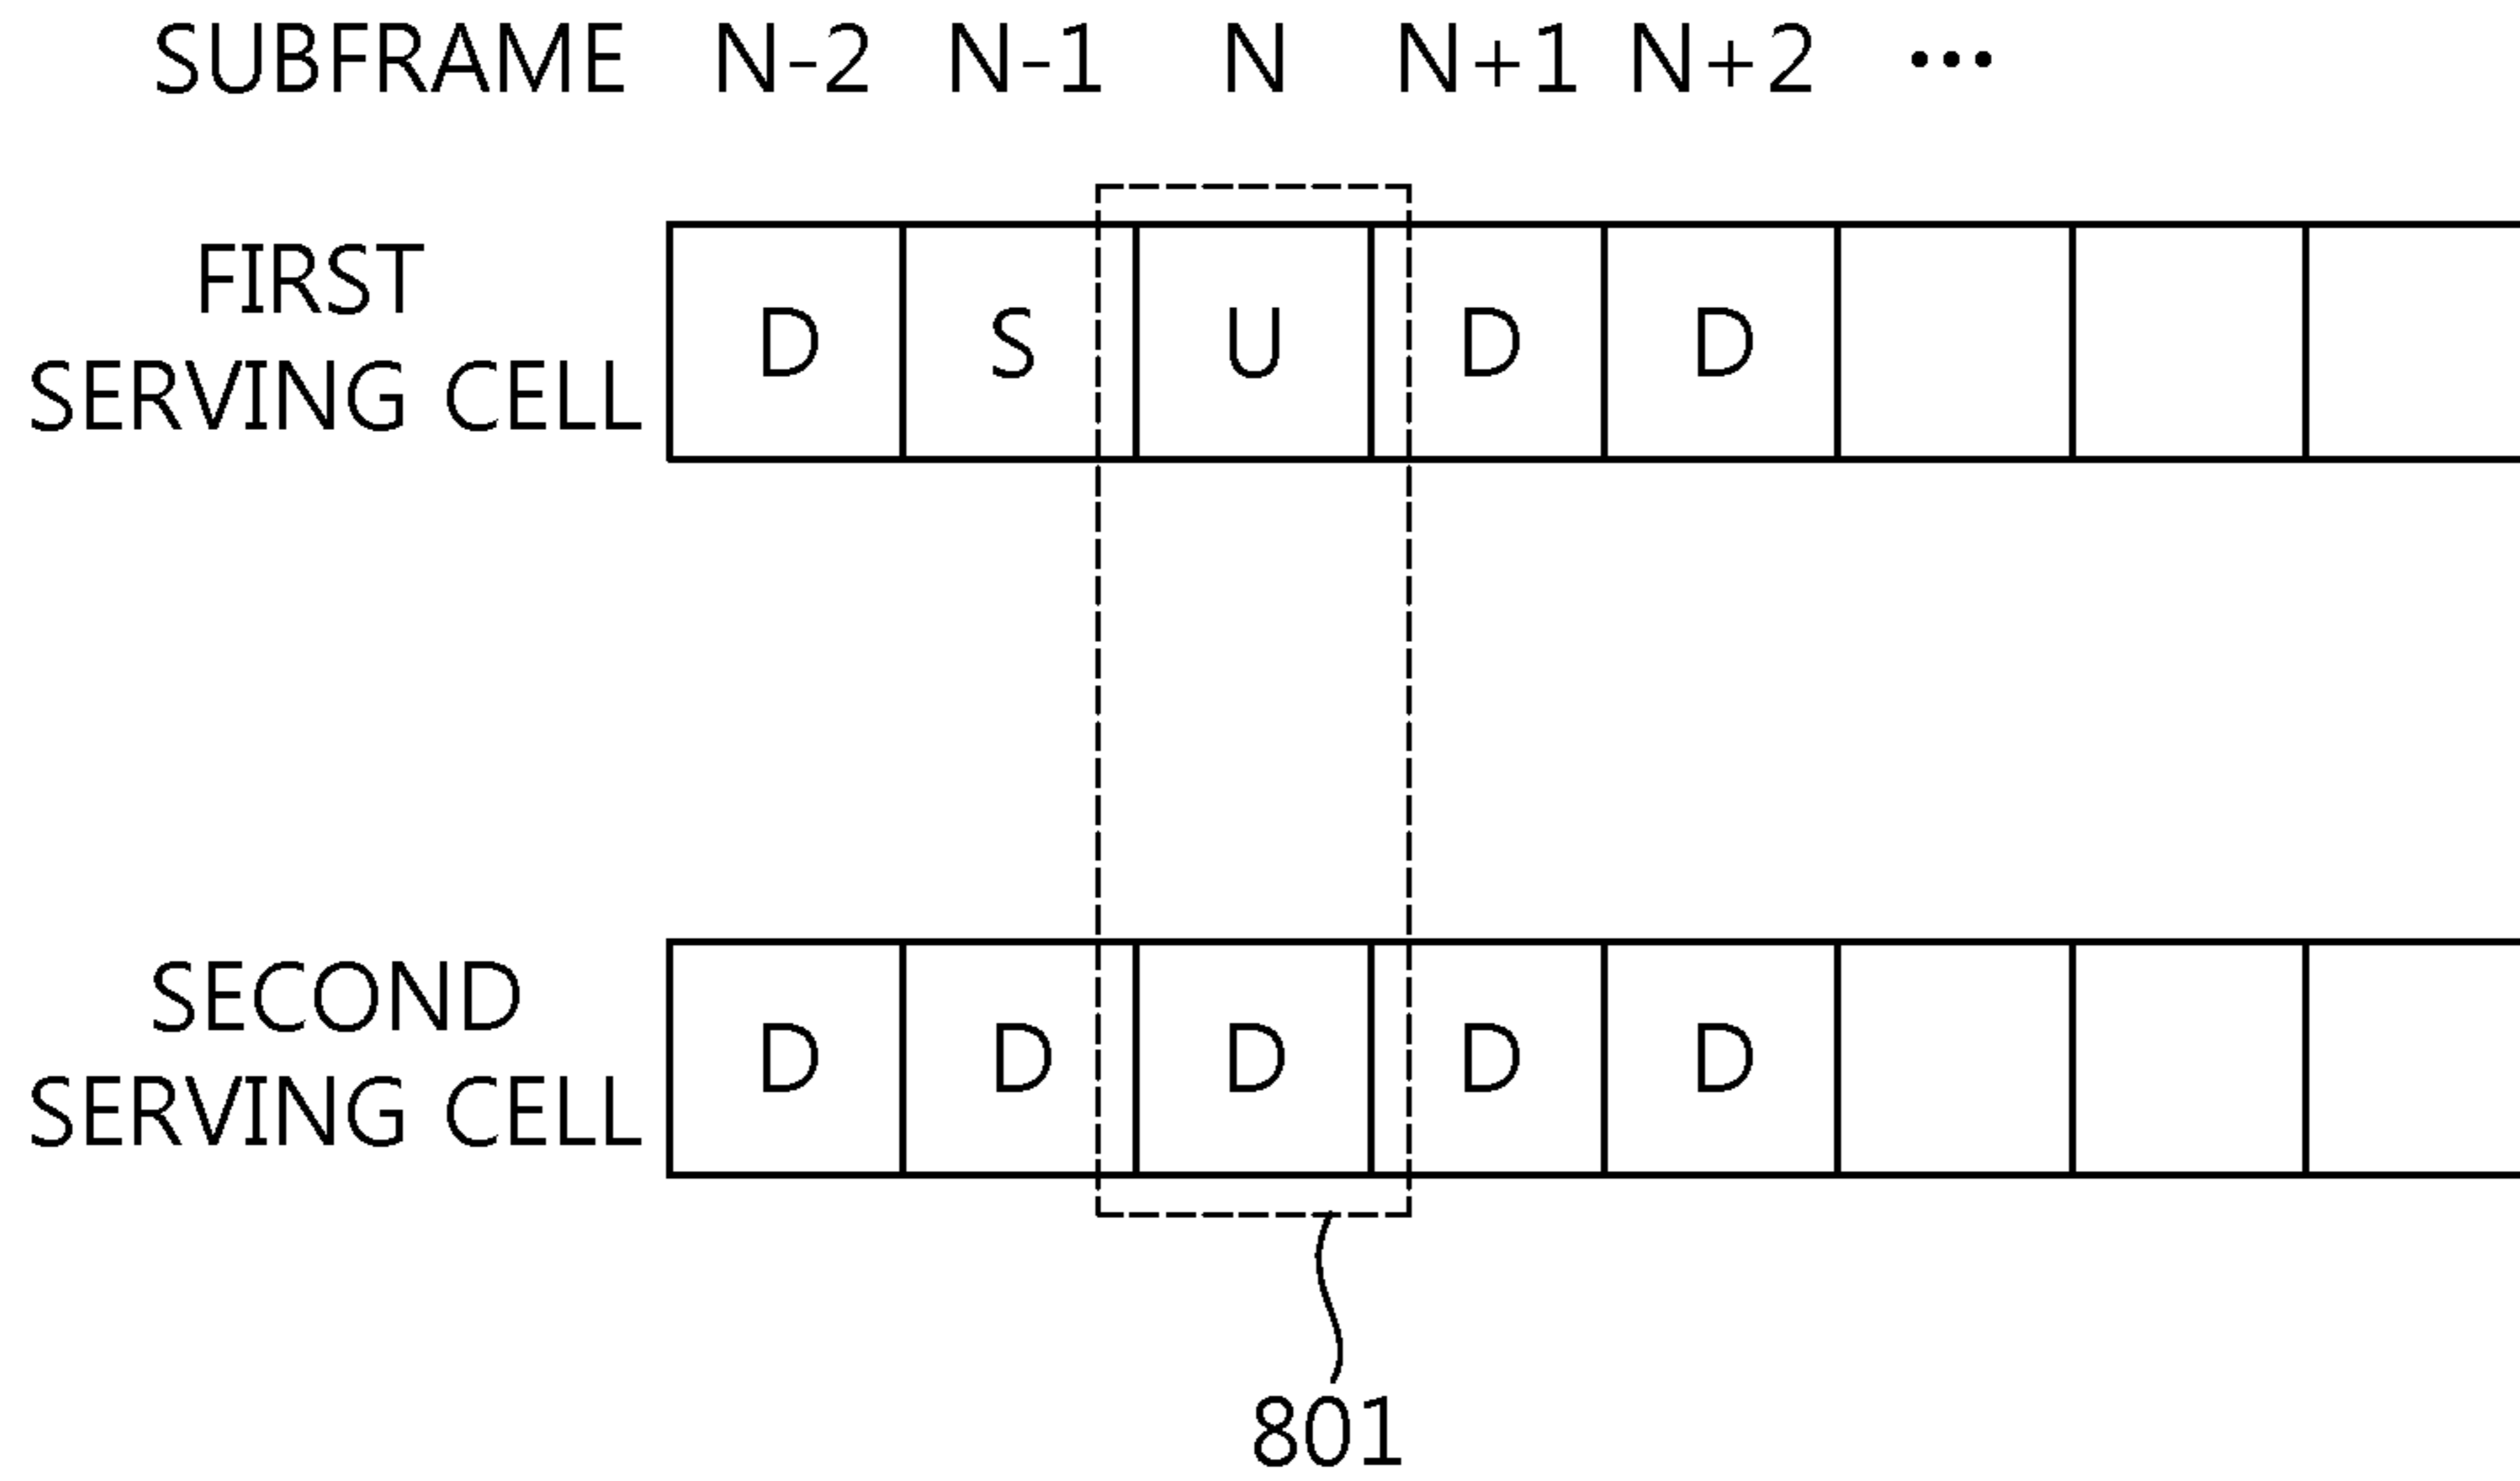 SUBFRAME N-2 N-1 N N+1 N+2 •••
FIRST
SERVING CELL
D S U D D
SECOND
SERVING CELL
D D D D D
801